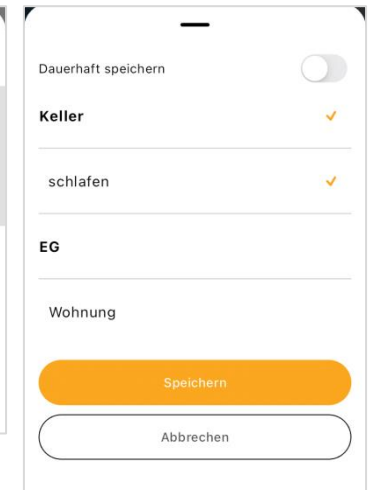 Dauerhaft speichern
Keller
schlafen
EG
Wohnung
Speichern
Abbrechen